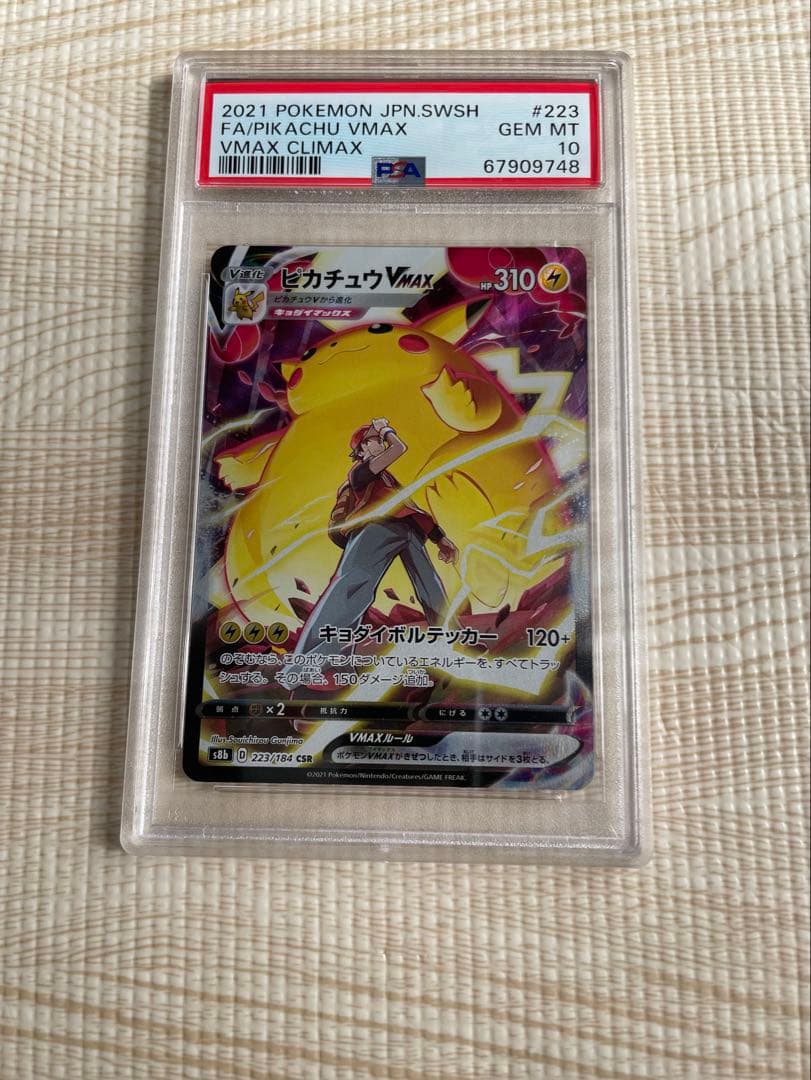 2021 POKEMON JPN.SWSH #223
FA/PIKACHU VMAX GEM MT
VMAX CLIMAX 10
PSA 67909748
V進化 ピカチュウVMAX HP310
ピカチュウVから進化
キョダイマックス
キョダイボルテッカー 120+
のぞむなら、このポケモンについているエネルギーを、すべてトラッ
シュする。その場合、150ダメージ追加。
弱点 ×2 抵抗力 にげる
Illus. Souichirou Gunjima VMAXルール
s8b D 223/184 CSR ポケモンVMAXがきぜつしたとき、相手はサイドを3枚とる。
©2021 Pokémon/Nintendo/Creatures/GAME FREAK.